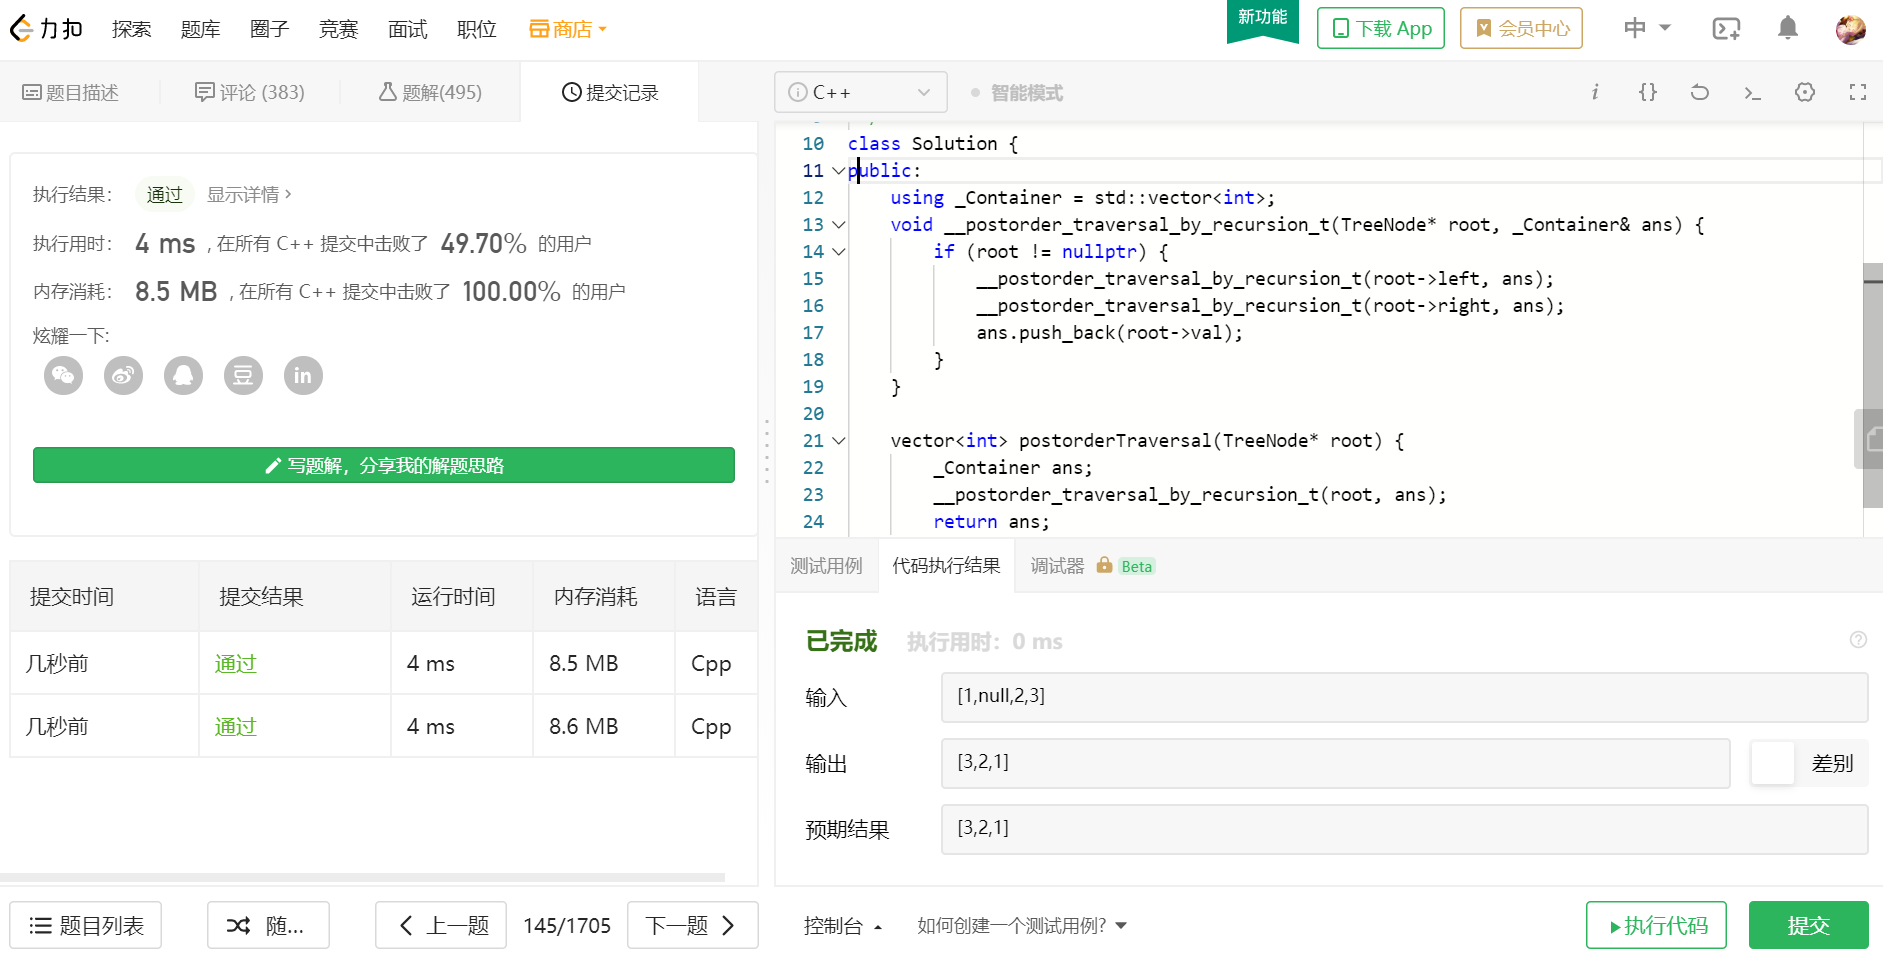 力扣 探索 题库 圈子 竞赛 面试 职位 商店 新功能 下载 App 会员中心 中
题目描述 评论 (383) 题解(495) 提交记录
执行结果： 通过 显示详情 >
执行用时： 4 ms , 在所有 C++ 提交中击败了 49.70% 的用户
内存消耗： 8.5 MB , 在所有 C++ 提交中击败了 100.00% 的用户
炫耀一下:
豆 in
写题解，分享我的解题思路
提交时间 提交结果 运行时间 内存消耗 语言
几秒前 通过 4 ms 8.5 MB Cpp
几秒前 通过 4 ms 8.6 MB Cpp
题目列表 随... 上一题 145/1705 下一题
C++ 智能模式 i {} >_
10 class Solution {
11 public:
12 using _Container = std::vector<int>;
13 void __postorder_traversal_by_recursion_t(TreeNode* root, _Container& ans) {
14 if (root != nullptr) {
15 __postorder_traversal_by_recursion_t(root->left, ans);
16 __postorder_traversal_by_recursion_t(root->right, ans);
17 ans.push_back(root->val);
18 }
19 }
20
21 vector<int> postorderTraversal(TreeNode* root) {
22 _Container ans;
23 __postorder_traversal_by_recursion_t(root, ans);
24 return ans;
测试用例 代码执行结果 调试器 Beta
已完成 执行用时：0 ms
输入 [1,null,2,3]
输出 [3,2,1] 差别
预期结果 [3,2,1]
控制台 如何创建一个测试用例? 执行代码 提交